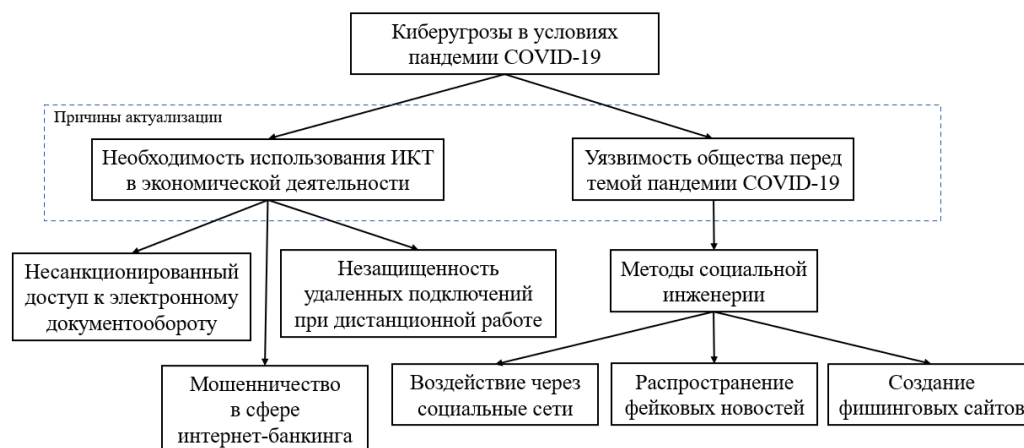 Киберугрозы в условиях
пандемии COVID-19
Причины актуализации
Необходимость использования ИКТ
в экономической деятельности
Уязвимость общества перед
темой пандемии COVID-19
Несанкционированный
доступ к электронному
документообороту
Незащищенность
удаленных подключений
при дистанционной работе
Методы социальной
инженерии
Мошенничество
в сфере
интернет-банкинга
Воздействие через
социальные сети
Распространение
фейковых новостей
Создание
фишинговых сайтов